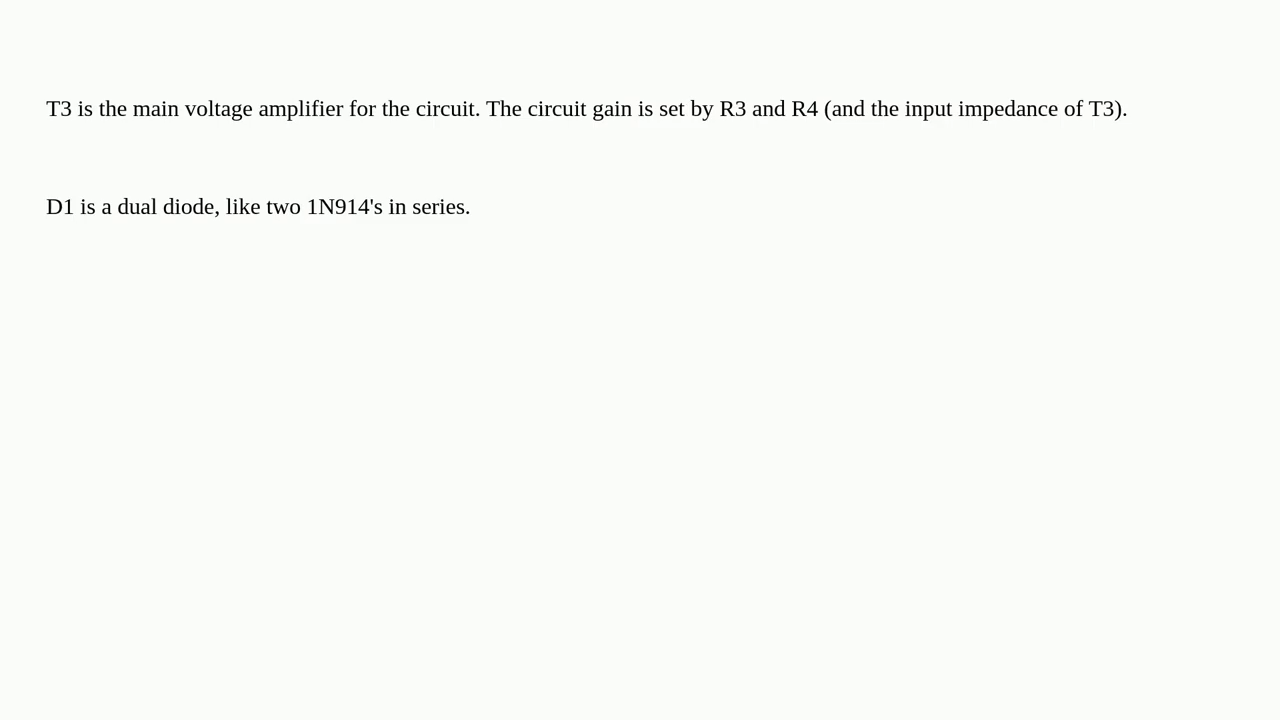 T3 is the main voltage amplifier for the circuit. The circuit gain is set by R3 and R4 (and the input impedance of T3).
D1 is a dual diode, like two 1N914's in series.